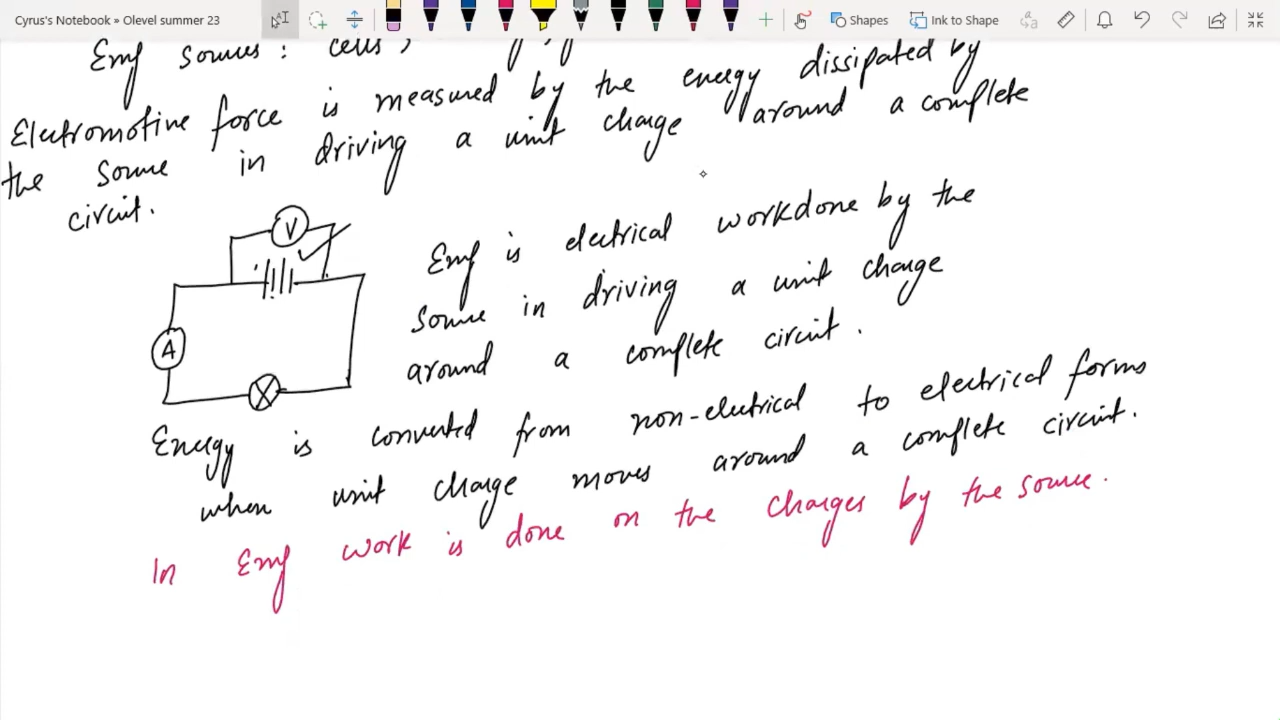 Cyrus's Notebook » Olevel summer 23
Shapes
Ink to Shape
Emf sources: cells,
Electromotive force is measured by the energy dissipated by
the source in driving a unit charge around a complete
circuit.
V
Emf is electrical workdone by the
source in driving a unit charge
around a complete circuit.
A
Energy is converted from non-electrical to electrical forms
when unit charge moves around a complete circuit.
In Emf work is done on the charges by the source.